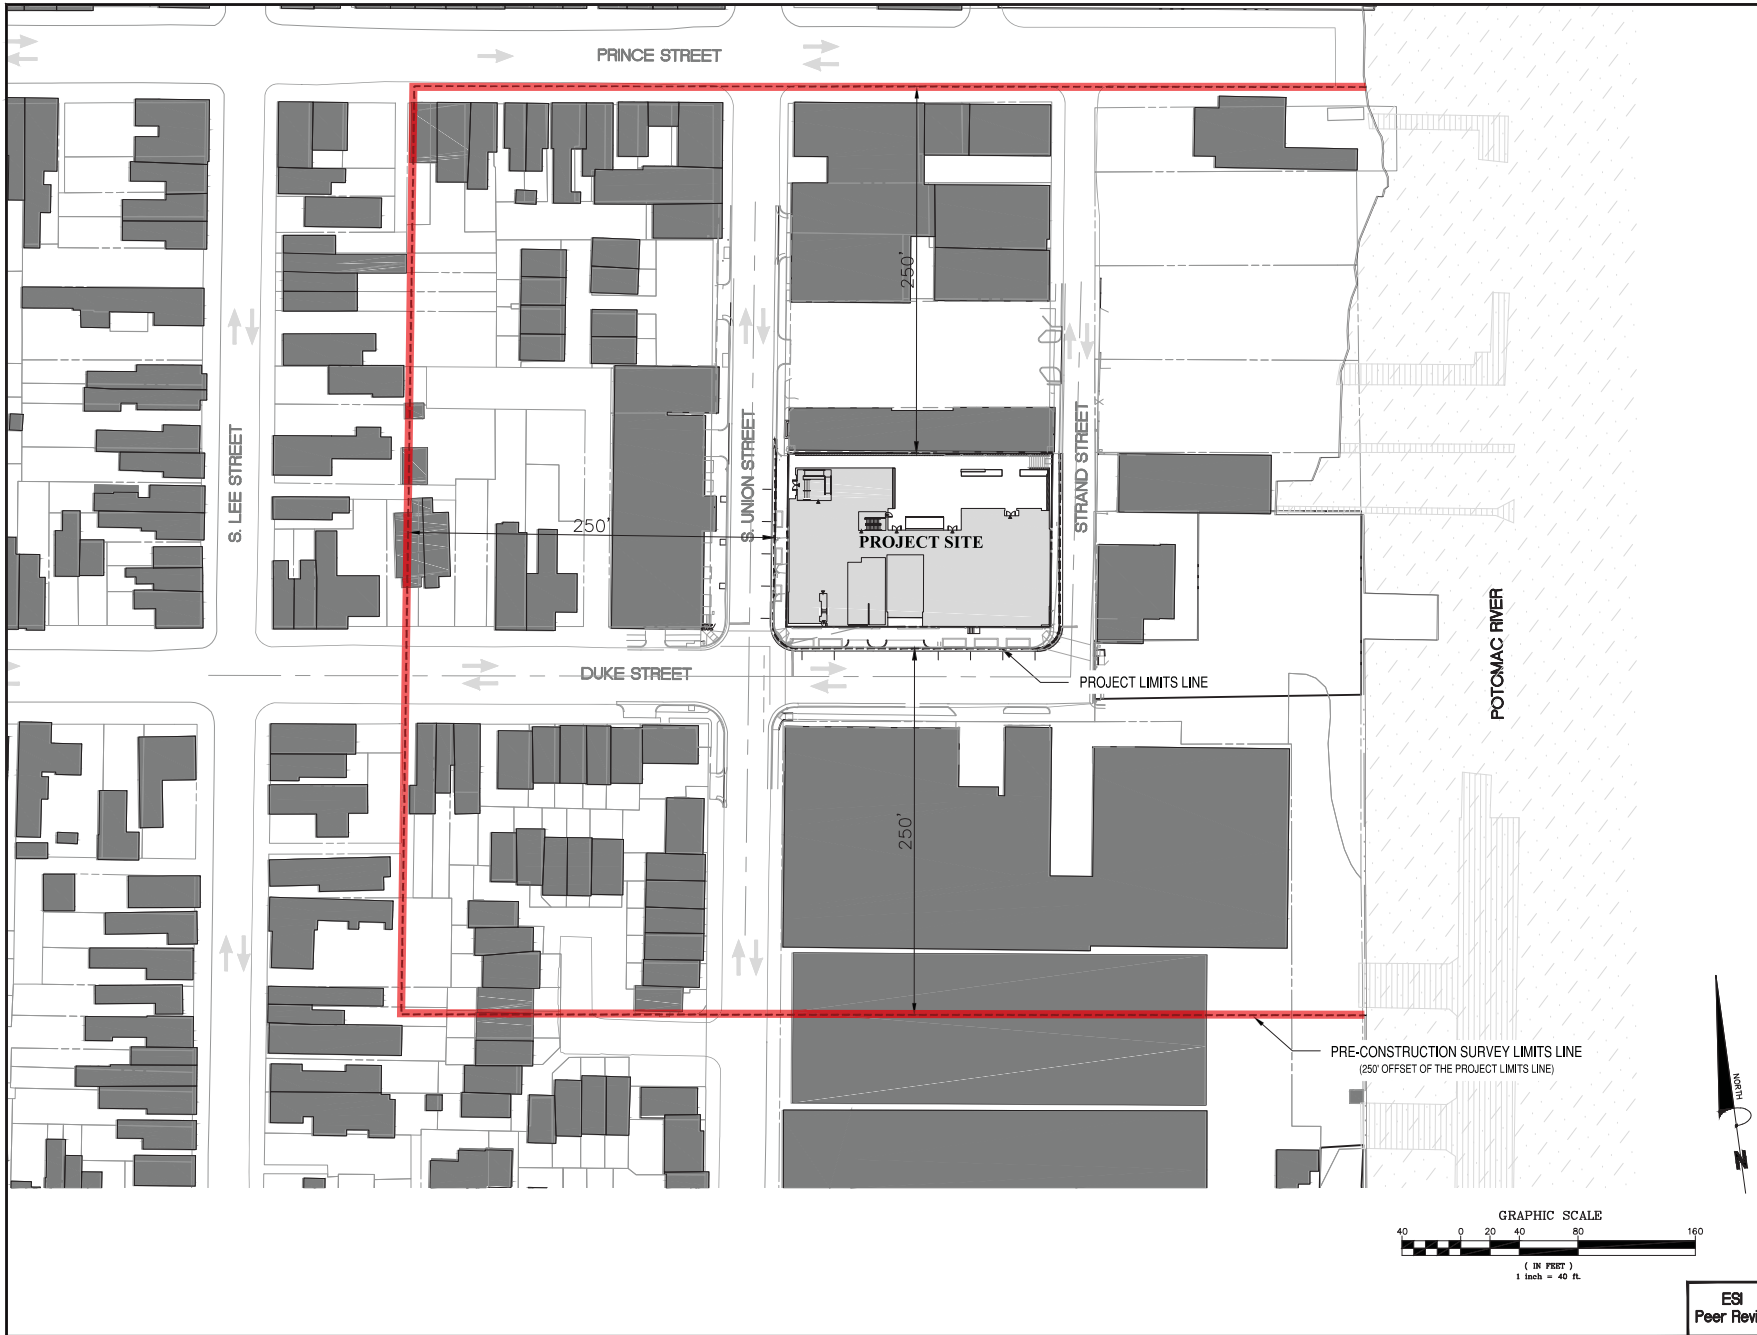 PRINCE STREET
250'
S. LEE STREET
S. UNION STREET
STRAND STREET
250'
PROJECT SITE
POTOMAC RIVER
DUKE STREET
PROJECT LIMITS LINE
250'
PRE-CONSTRUCTION SURVEY LIMITS LINE
(250' OFFSET OF THE PROJECT LIMITS LINE)
NORTH
N
GRAPHIC SCALE
40 0 20 40 80 160
( IN FEET )
1 inch = 40 ft.
ESI
Peer Revi